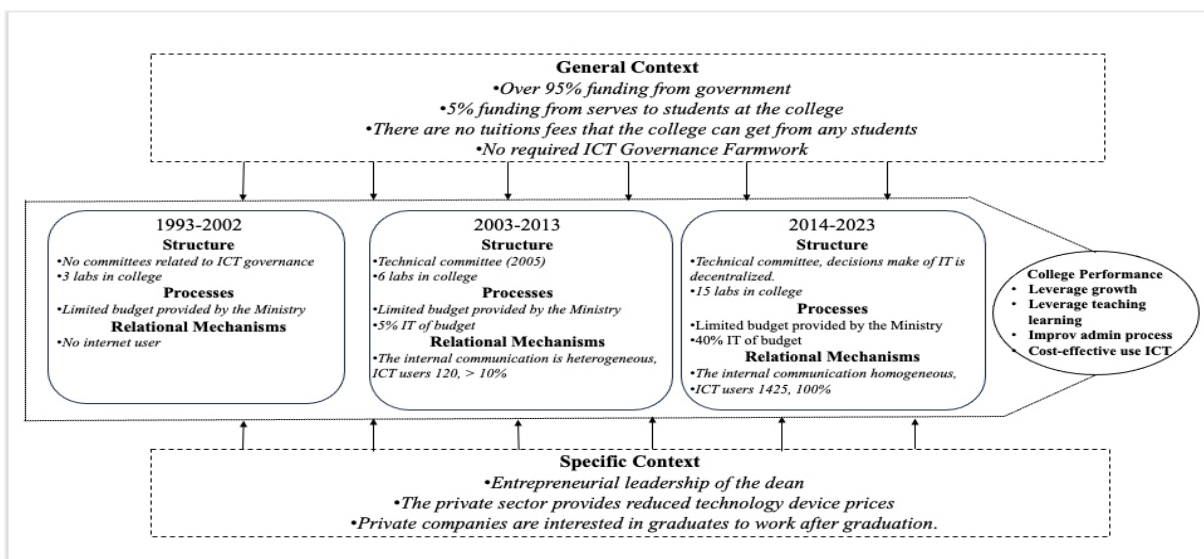 General Context
•Over 95% funding from government
•5% funding from serves to students at the college
•There are no tuitions fees that the college can get from any students
•No required ICT Governance Farmwork
1993-2002
Structure
•No committees related to ICT governance
•3 labs in college
Processes
•Limited budget provided by the Ministry
Relational Mechanisms
•No internet user
2003-2013
Structure
•Technical committee (2005)
•6 labs in college
Processes
•Limited budget provided by the Ministry
•5% IT of budget
Relational Mechanisms
•The internal communication is heterogeneous,
ICT users 120, > 10%
2014-2023
Structure
•Technical committee, decisions make of IT is
decentralized.
•15 labs in college
Processes
•Limited budget provided by the Ministry
•40% IT of budget
Relational Mechanisms
•The internal communication homogeneous,
•ICT users 1425, 100%
College Performance
• Leverage growth
• Leverage teaching
learning
• Improv admin process
• Cost-effective use ICT
Specific Context
•Entrepreneurial leadership of the dean
•The private sector provides reduced technology device prices
•Private companies are interested in graduates to work after graduation.